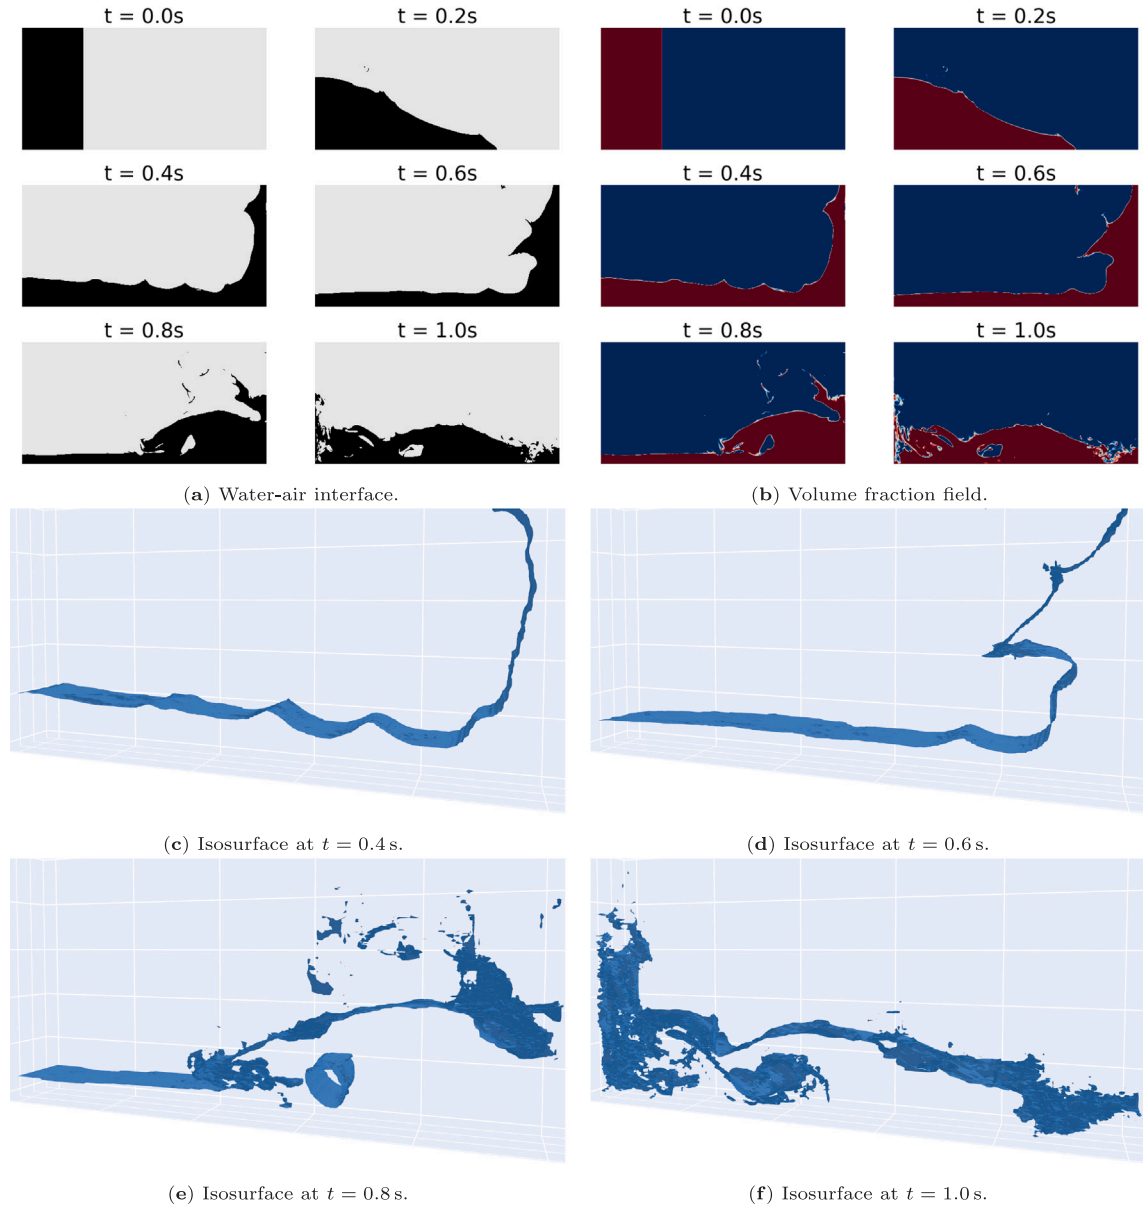 t = 0.0s t = 0.2s t = 0.0s t = 0.2s
t = 0.4s t = 0.6s t = 0.4s t = 0.6s
t = 0.8s t = 1.0s t = 0.8s t = 1.0s
(a) Water-air interface. (b) Volume fraction field.
(c) Isosurface at t = 0.4 s. (d) Isosurface at t = 0.6 s.
(e) Isosurface at t = 0.8 s. (f) Isosurface at t = 1.0 s.